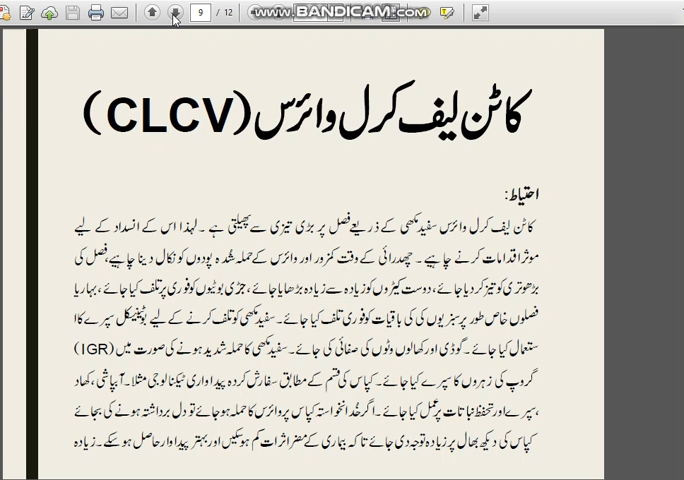 9 / 12
www.BANDICAM.com
کاٹن لیف کرل وائرس (CLCV)
احتیاط:
کاٹن لیف کرل وائرس سفید مکھی کے ذریعے فصل پر بڑی تیزی سے پھیلتی ہے ۔ لہٰذا اس کے انسداد کے لیے
موثر اقدامات کرنے چاہیے ۔ چھدرائی کے وقت کمزور اور وائرس کے حملہ شدہ پودوں کو نکال دینا چاہیے، فصل کی
بڑھوتری کو تیز کر دیا جائے، دوست کیڑوں کو زیادہ سے زیادہ بڑھایا جائے، جڑی بوٹیوں کو فوری پر تلف کیا جائے، بہاریا
فصلوں خاص طور پر سبزیوں کی کی باقیات کو فوری تلف کیا جائے۔ سفید مکھی کو تلف کرنے کے لیے بوٹینیکل سپرے کا ا
ستعمال کیا جائے۔ گوڈی اور کھالوں وٹوں کی صفائی کی جائے۔ سفید مکھی کا حملہ شدید ہونے کی صورت میں (IGR)
گروپ کی زہروں کا سپرے کیا جائے۔ کپاس کی قسم کے مطابق سفارش کردہ پیداواری ٹیکنالوجی مثلاً۔ آبپاشی، کھاد
،سپرے اور تحفظ نباتات پر عمل کیا جائے۔ اگر خُدانخواستہ کپاس پر وائرس کا حملہ ہو جائے تو دل برداشتہ ہونے کی بجائے
کپاس کی دیکھ بھال پر زیادہ توجہ دی جائے تاکہ بیماری کے مضر اثرات کم ہو سکیں اور بہتر پیداوار حاصل ہو سکے۔ زیادہ